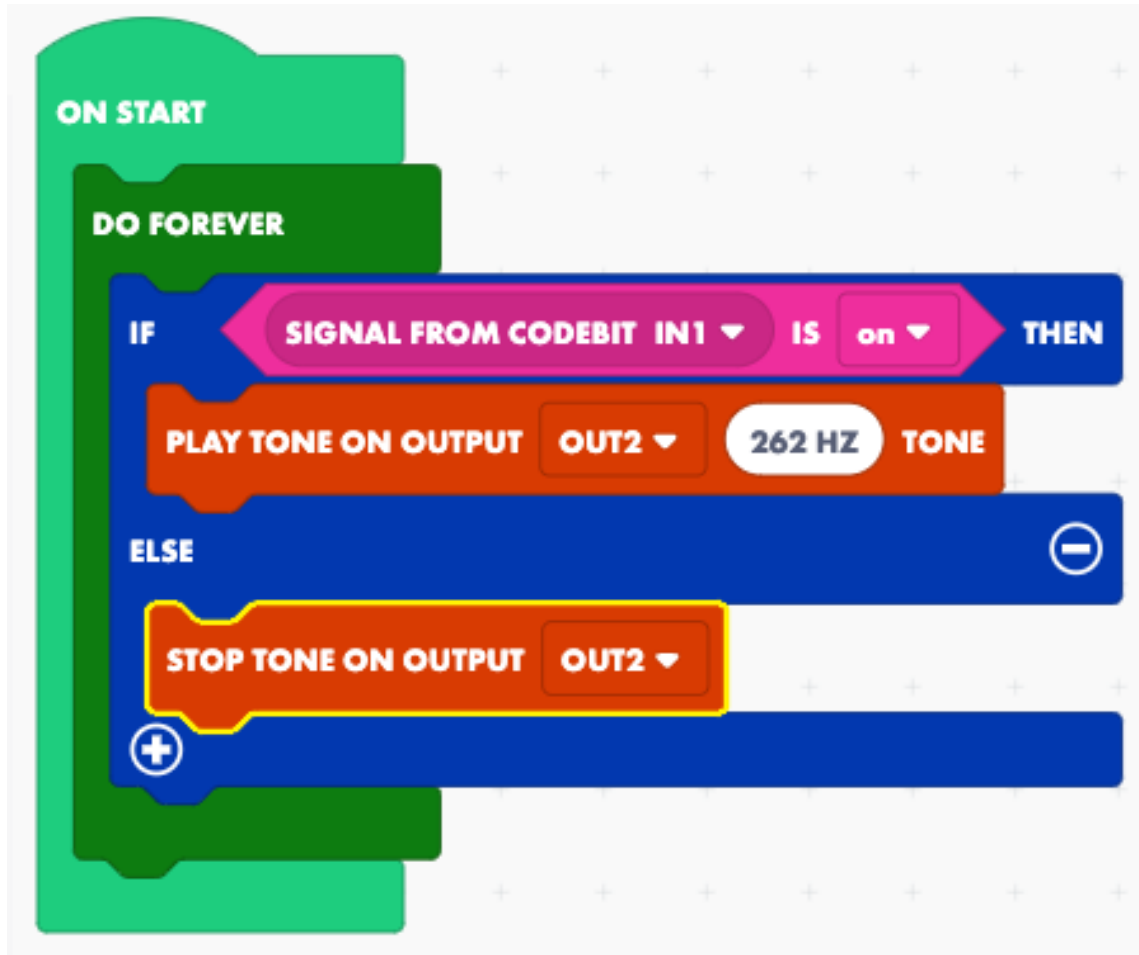 ON START
DO FOREVER
IF SIGNAL FROM CODEBIT IN1 IS on THEN
PLAY TONE ON OUTPUT OUT2 262 HZ TONE
ELSE
STOP TONE ON OUTPUT OUT2